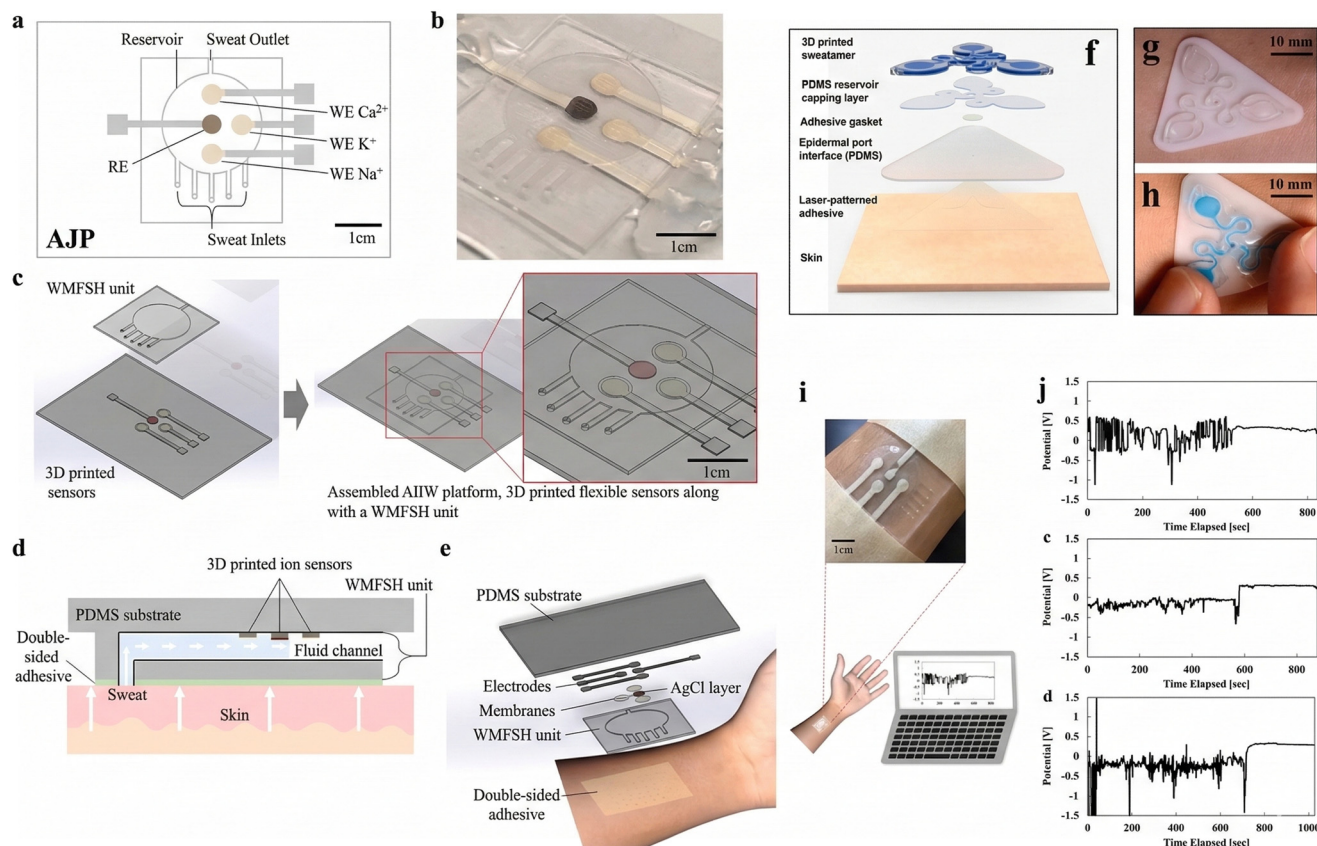 a
Reservoir
Sweat Outlet
WE Ca²⁺
WE K⁺
RE
WE Na⁺
Sweat Inlets
AJP
1cm
b
1cm
c
WMFSH unit
3D printed
sensors
1cm
Assembled AIIW platform, 3D printed flexible sensors along
with a WMFSH unit
d
3D printed ion sensors
WMFSH unit
PDMS substrate
Double-
sided
adhesive
Fluid channel
Sweat
Skin
e
PDMS substrate
Electrodes
AgCl layer
Membranes
WMFSH unit
Double-sided
adhesive
f
3D printed
sweatamer
PDMS reservoir
capping layer
Adhesive gasket
Epidermal port
interface (PDMS)
Laser-patterned
adhesive
Skin
g
10 mm
h
10 mm
i
1cm
j
Potential [V]
1.5
1
0.5
0
-0.5
-1
-1.5
0 200 400 600 800
Time Elapsed [sec]
c
Potential [V]
1.5
1
0.5
0
-0.5
-1
-1.5
0 200 400 600 800
Time Elapsed [sec]
d
Potential [V]
1.5
1
0.5
0
-0.5
-1
1.5
0 200 400 600 800 1000
Time Elapsed [sec]